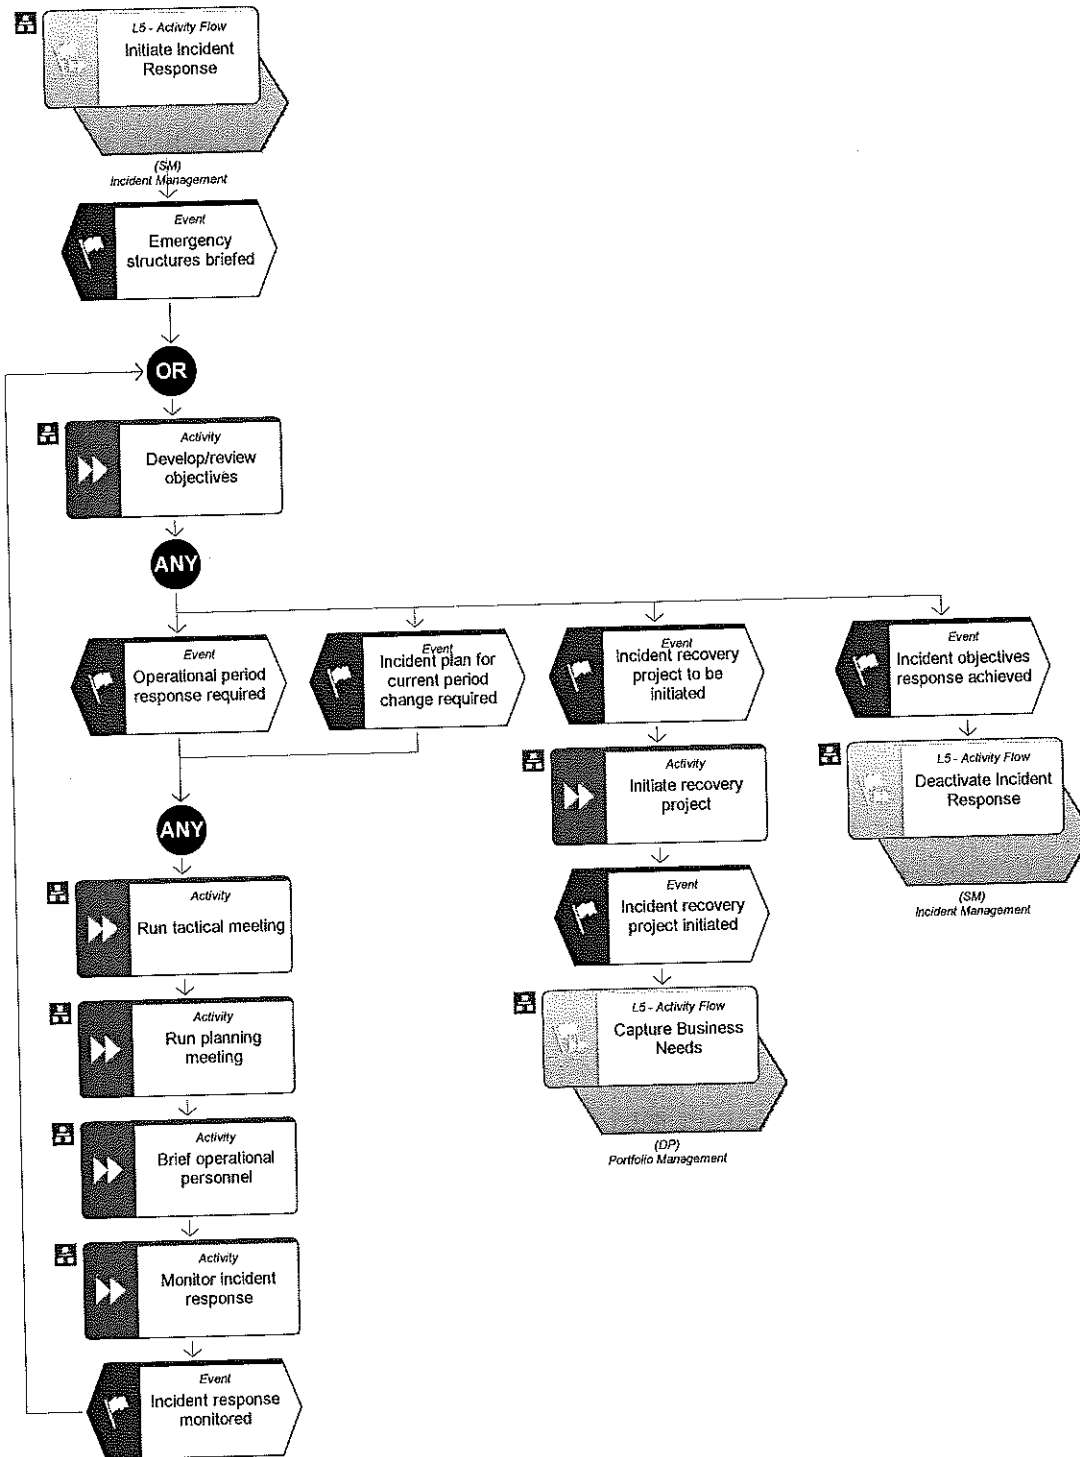 L5 - Activity Flow
Initiate Incident
Response
(SM)
Incident Management
Event
Emergency
structures briefed
OR
Activity
Develop/review
objectives
ANY
Event
Operational period
response required
Event
Incident plan for
current period
change required
Event
Incident recovery
project to be
initiated
Event
Incident objectives
response achieved
Activity
Initiate recovery
project
L5 - Activity Flow
Deactivate Incident
Response
(SM)
Incident Management
ANY
Event
Incident recovery
project initiated
Activity
Run tactical meeting
L5 - Activity Flow
Capture Business
Needs
(DP)
Portfolio Management
Activity
Run planning
meeting
Activity
Brief operational
personnel
Activity
Monitor incident
response
Event
Incident response
monitored